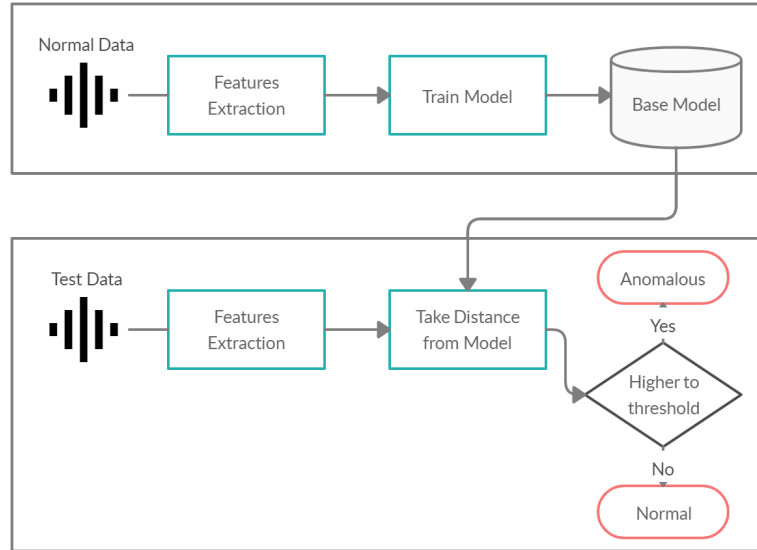 Normal Data
Features
Extraction
Train Model
Base Model
Test Data
Features
Extraction
Take Distance
from Model
Anomalous
Yes
Higher to
threshold
No
Normal